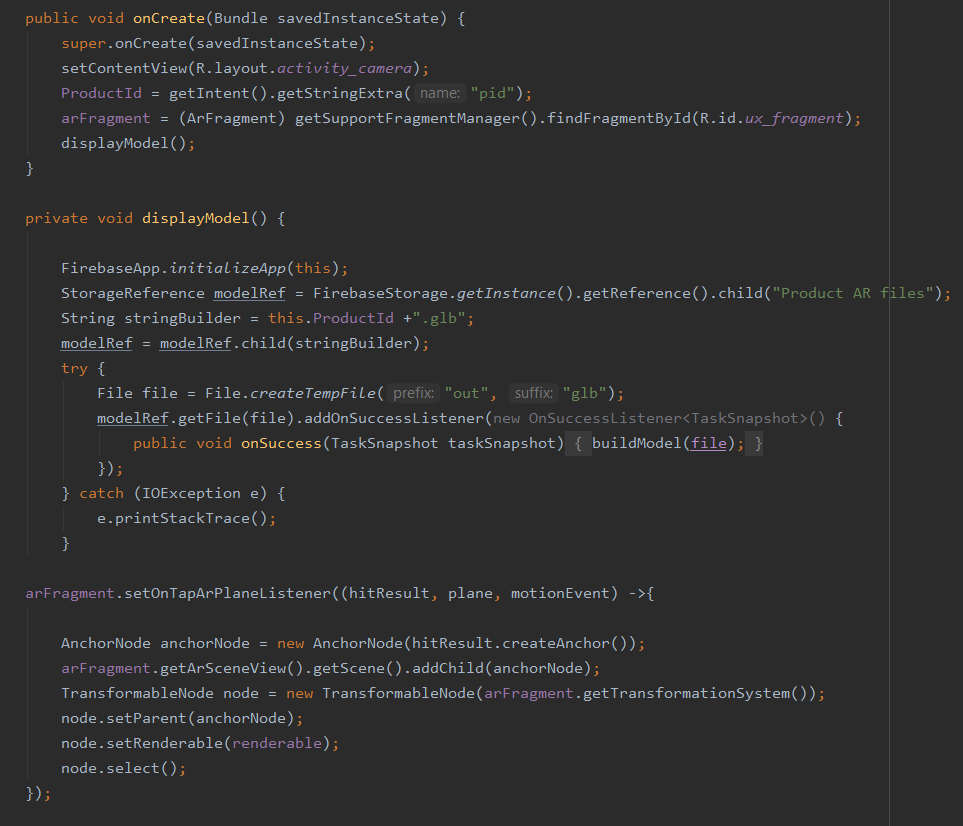 public void onCreate(Bundle savedInstanceState) {
    super.onCreate(savedInstanceState);
    setContentView(R.layout.activity_camera);
    ProductId = getIntent().getStringExtra( name: "pid");
    arFragment = (ArFragment) getSupportFragmentManager().findFragmentById(R.id.ux_fragment);
    displayModel();
}
private void displayModel() {
    FirebaseApp.initializeApp(this);
    StorageReference modelRef = FirebaseStorage.getInstance().getReference().child("Product AR files");
    String stringBuilder = this.ProductId +".glb";
    modelRef = modelRef.child(stringBuilder);
    try {
        File file = File.createTempFile( prefix: "out", suffix: "glb");
        modelRef.getFile(file).addOnSuccessListener(new OnSuccessListener<TaskSnapshot>() {
            public void onSuccess(TaskSnapshot taskSnapshot) { buildModel(file); }
        });
    } catch (IOException e) {
        e.printStackTrace();
    }
arFragment.setOnTapArPlaneListener((hitResult, plane, motionEvent) ->{
    AnchorNode anchorNode = new AnchorNode(hitResult.createAnchor());
    arFragment.getArSceneView().getScene().addChild(anchorNode);
    TransformableNode node = new TransformableNode(arFragment.getTransformationSystem());
    node.setParent(anchorNode);
    node.setRenderable(renderable);
    node.select();
});